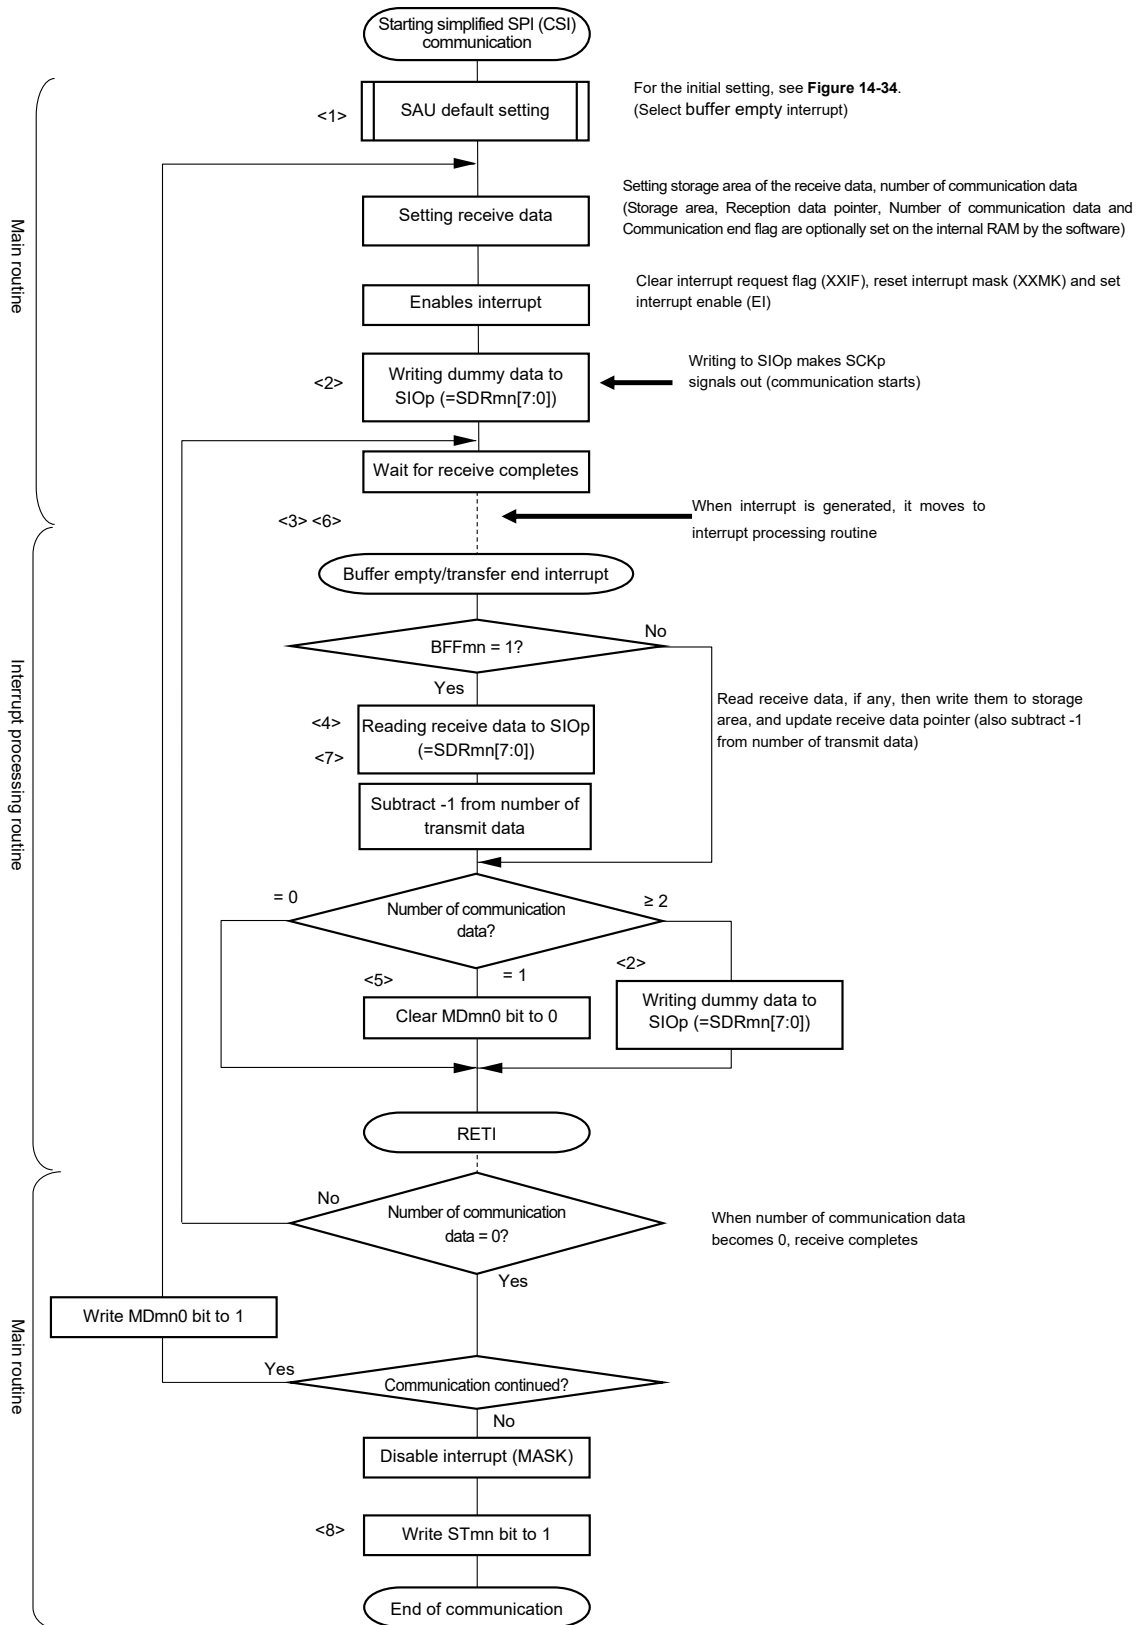 Starting simplified SPI (CSI)
communication
For the initial setting, see Figure 14-34.
(Select buffer empty interrupt)
<1>
SAU default setting
Setting storage area of the receive data, number of communication data
(Storage area, Reception data pointer, Number of communication data and
Communication end flag are optionally set on the internal RAM by the software)
Setting receive data
Main routine
Clear interrupt request flag (XXIF), reset interrupt mask (XXMK) and set
interrupt enable (EI)
Enables interrupt
Writing to SIOp makes SCKp
signals out (communication starts)
<2>
Writing dummy data to
SIOp (=SDRmn[7:0])
Wait for receive completes
When interrupt is generated, it moves to
interrupt processing routine
<3> <6>
Buffer empty/transfer end interrupt
BFFmn = 1?
No
Yes
Read receive data, if any, then write them to storage
area, and update receive data pointer (also subtract -1
from number of transmit data)
<4>
<7>
Reading receive data to SIOp
(=SDRmn[7:0])
Interrupt processing routine
Subtract -1 from number of
transmit data
= 0
Number of communication
data?
≥ 2
= 1
<5>
<2>
Clear MDmn0 bit to 0
Writing dummy data to
SIOp (=SDRmn[7:0])
RETI
No
Number of communication
data = 0?
When number of communication data
becomes 0, receive completes
Yes
Write MDmn0 bit to 1
Main routine
Yes
Communication continued?
No
Disable interrupt (MASK)
<8>
Write STmn bit to 1
End of communication